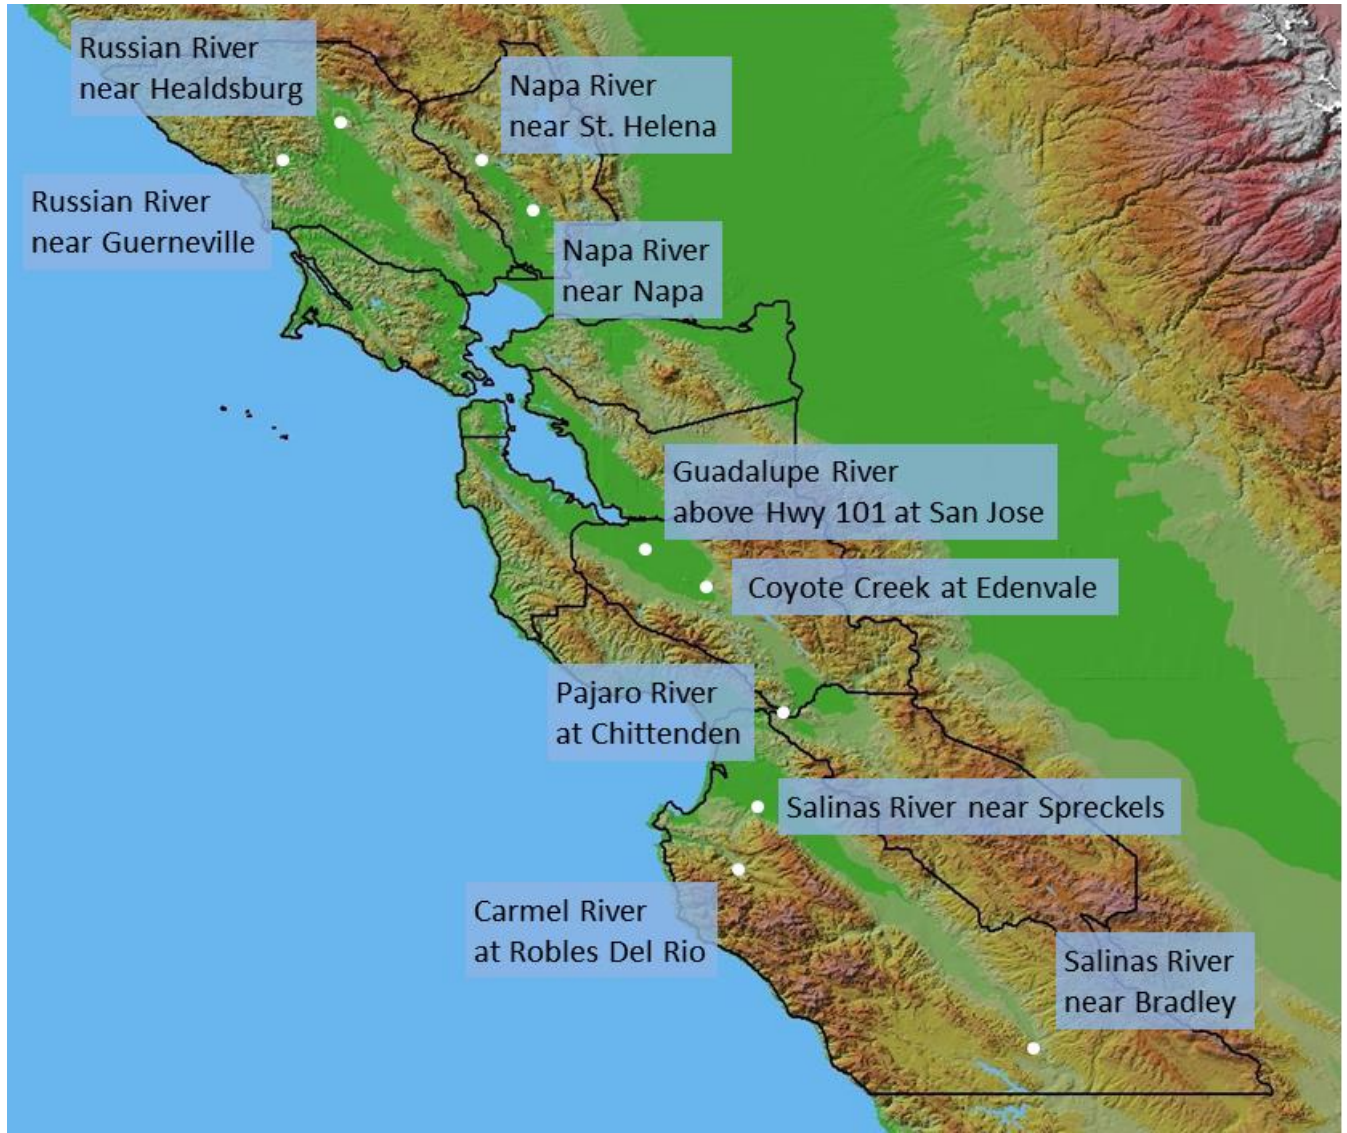 Russian River
near Healdsburg
Napa River
near St. Helena
Russian River
near Guerneville
Napa River
near Napa
Guadalupe River
above Hwy 101 at San Jose
Coyote Creek at Edenvale
Pajaro River
at Chittenden
Salinas River near Spreckels
Carmel River
at Robles Del Rio
Salinas River
near Bradley